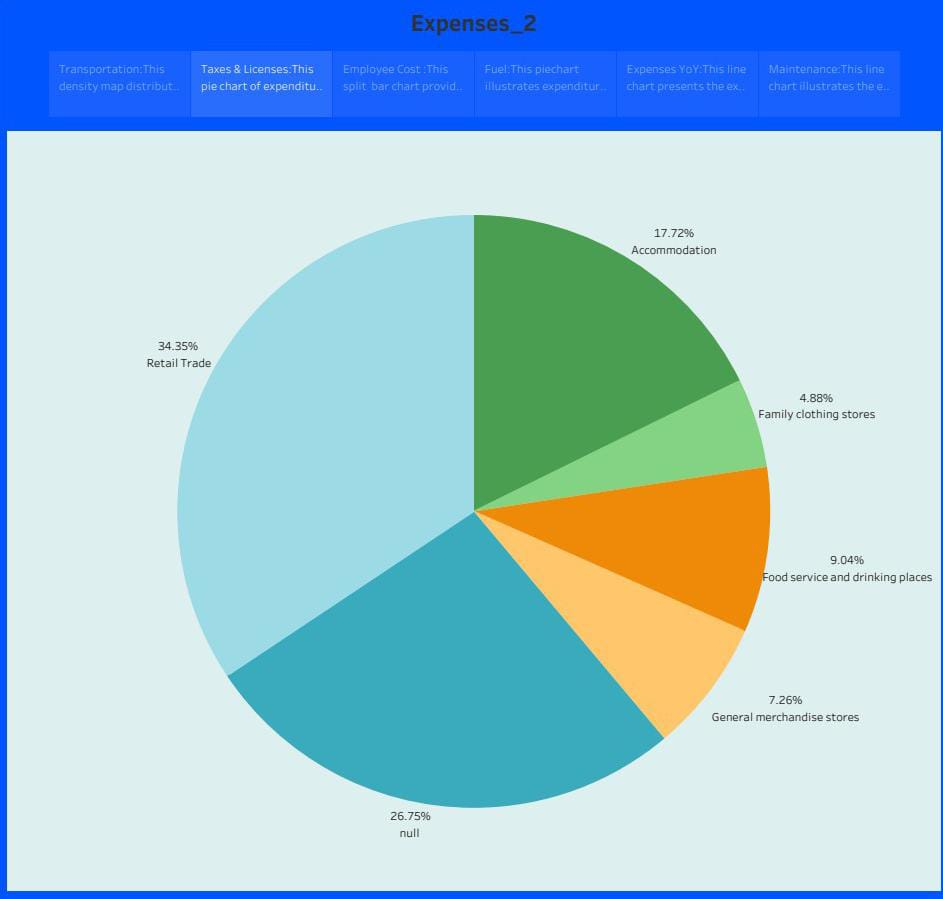 Expenses_2
Transportation:This
density map distribut..
Taxes & Licenses:This
pie chart of expenditu..
Employee Cost :This
split bar chart provid..
Fuel:This piechart
illustrates expenditur..
Expenses YoY:This line
chart presents the ex..
Maintenance:This line
chart illustrates the e..
17.72%
Accommodation
34.35%
Retail Trade
4.88%
Family clothing stores
9.04%
Food service and drinking places
7.26%
General merchandise stores
26.75%
null